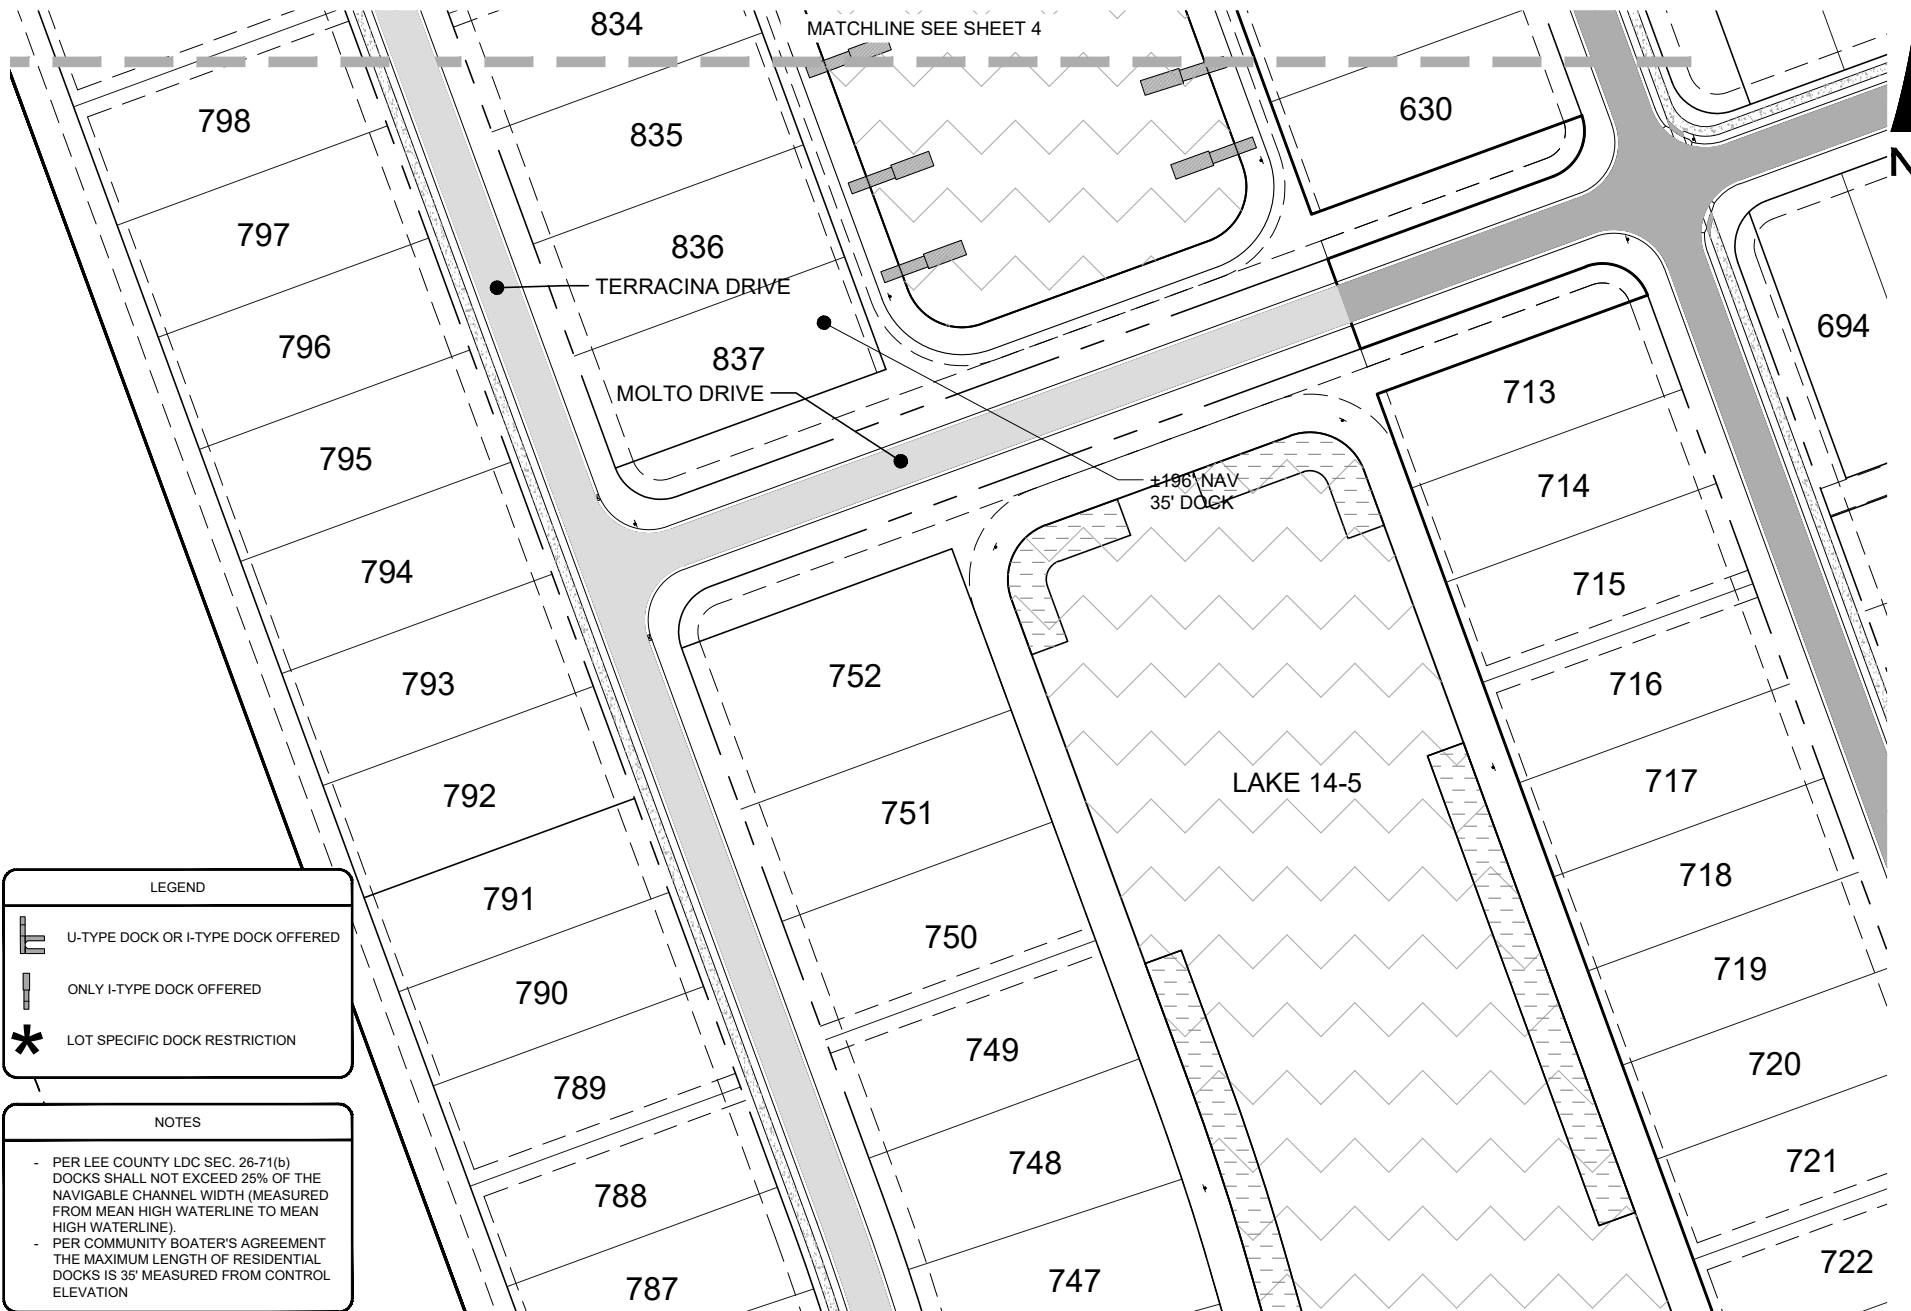 MATCHLINE SEE SHEET 4
834
798
835
630
797
836
TERRACINA DRIVE
796
837
694
MOLTO DRIVE
713
795
±196' NAV
35' DOCK
714
794
715
793
752
716
792
751
LAKE 14-5
717
791
750
718
790
719
749
789
720
748
721
788
747
722
787
N
LEGEND
U-TYPE DOCK OR I-TYPE DOCK OFFERED
ONLY I-TYPE DOCK OFFERED
* LOT SPECIFIC DOCK RESTRICTION
NOTES
- PER LEE COUNTY LDC SEC. 26-71(b)
DOCKS SHALL NOT EXCEED 25% OF THE
NAVIGABLE CHANNEL WIDTH (MEASURED
FROM MEAN HIGH WATERLINE TO MEAN
HIGH WATERLINE).
- PER COMMUNITY BOATER'S AGREEMENT
THE MAXIMUM LENGTH OF RESIDENTIAL
DOCKS IS 35' MEASURED FROM CONTROL
ELEVATION